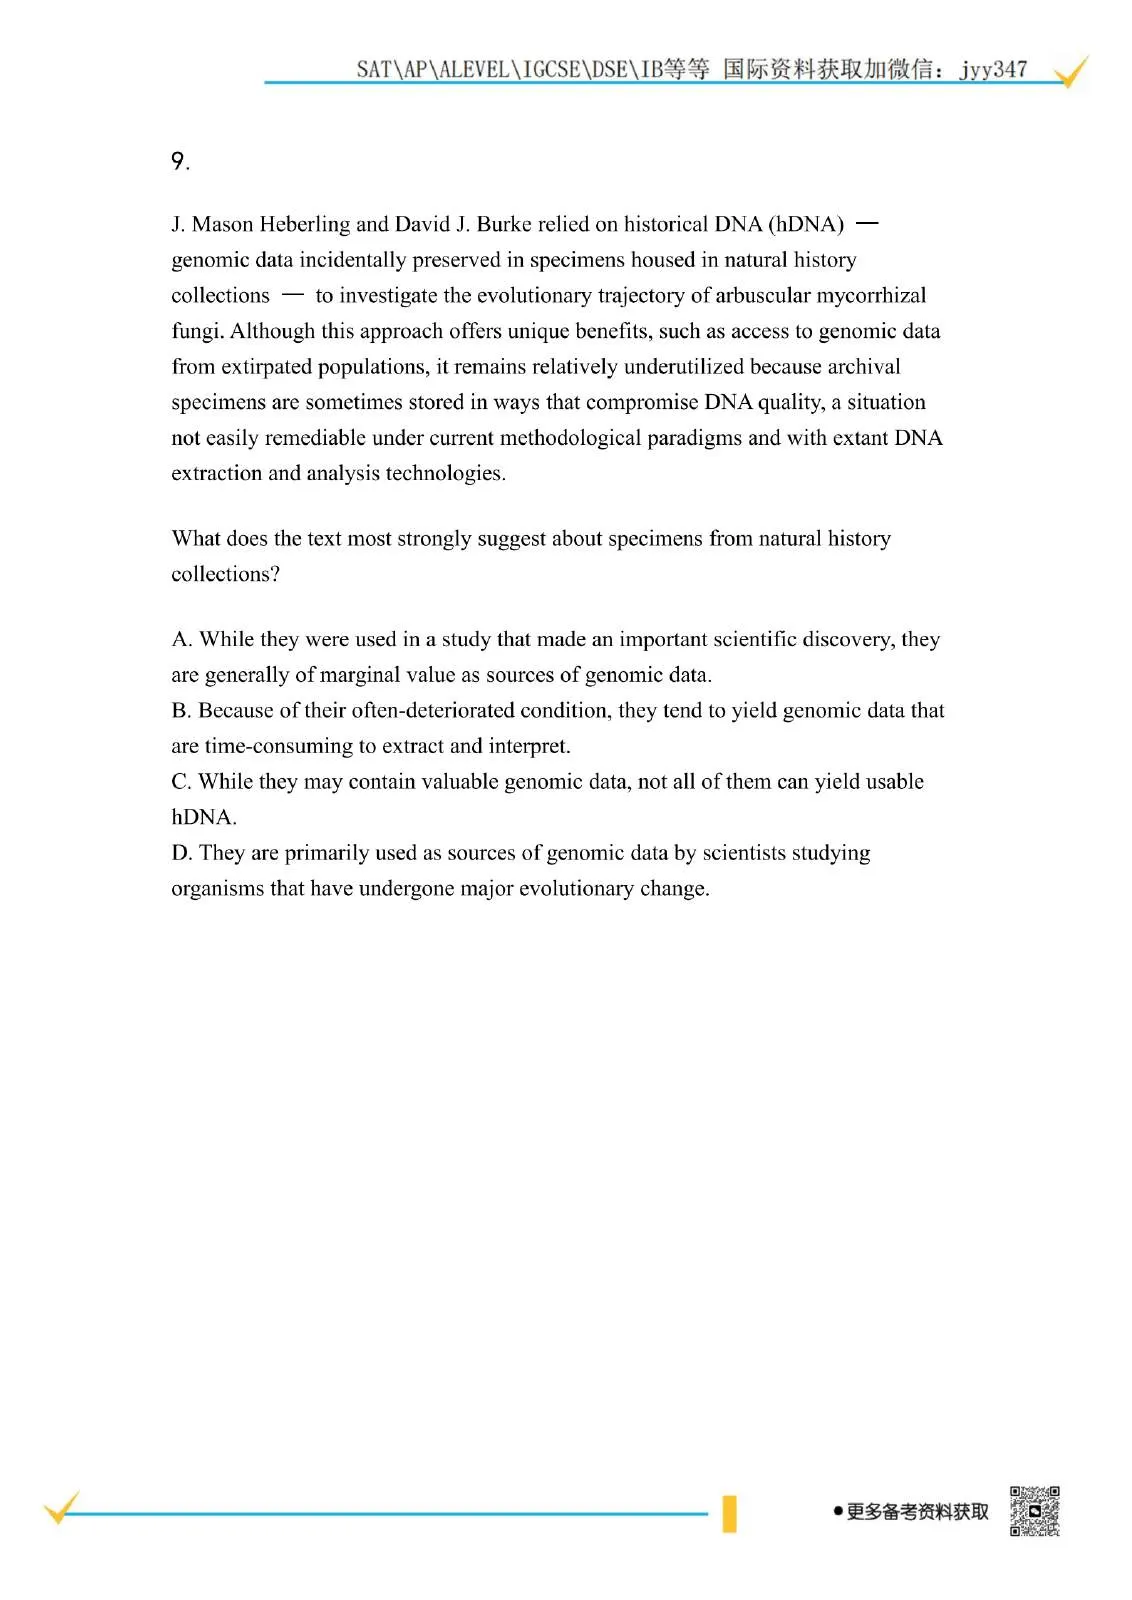 SAT\AP\ALEVEL\IGCSE\DSE\IB等等 国际资料获取加微信：jyy347
9.
J. Mason Heberling and David J. Burke relied on historical DNA (hDNA) —
genomic data incidentally preserved in specimens housed in natural history
collections — to investigate the evolutionary trajectory of arbuscular mycorrhizal
fungi. Although this approach offers unique benefits, such as access to genomic data
from extirpated populations, it remains relatively underutilized because archival
specimens are sometimes stored in ways that compromise DNA quality, a situation
not easily remediable under current methodological paradigms and with extant DNA
extraction and analysis technologies.
What does the text most strongly suggest about specimens from natural history
collections?
A. While they were used in a study that made an important scientific discovery, they
are generally of marginal value as sources of genomic data.
B. Because of their often-deteriorated condition, they tend to yield genomic data that
are time-consuming to extract and interpret.
C. While they may contain valuable genomic data, not all of them can yield usable
hDNA.
D. They are primarily used as sources of genomic data by scientists studying
organisms that have undergone major evolutionary change.
●更多备考资料获取